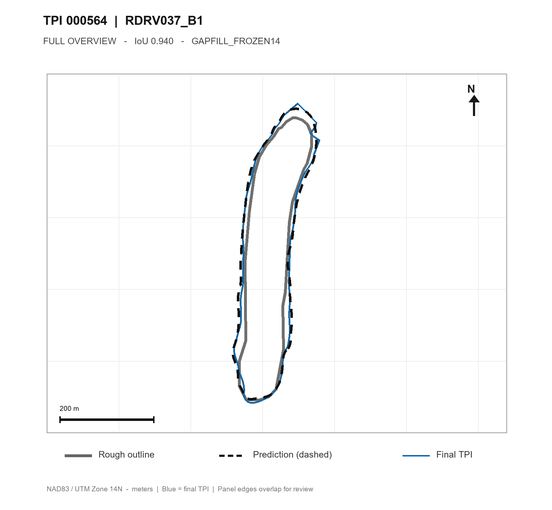 TPI 000564 | RDRV037_B1
FULL OVERVIEW - IoU 0.940 - GAPFILL_FROZEN14
N
200 m
Rough outline Prediction (dashed) Final TPI
NAD83 / UTM Zone 14N - meters | Blue = final TPI | Panel edges overlap for review